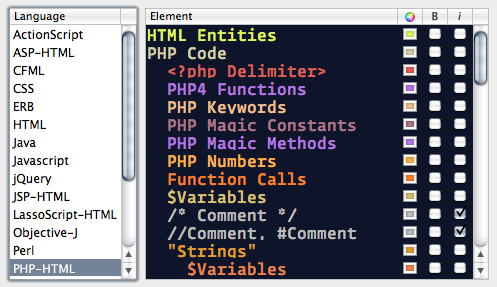 Language
ActionScript
ASP-HTML
CFML
CSS
ERB
HTML
Java
Javascript
jQuery
JSP-HTML
LassoScript-HTML
Objective-J
Perl
PHP-HTML
Element B i
HTML Entities
PHP Code
<?php Delimiter>
PHP4 Functions
PHP Keywords
PHP Magic Constants
PHP Magic Methods
PHP Numbers
Function Calls
$Variables
/* Comment */
//Comment, #Comment
"Strings"
$Variables